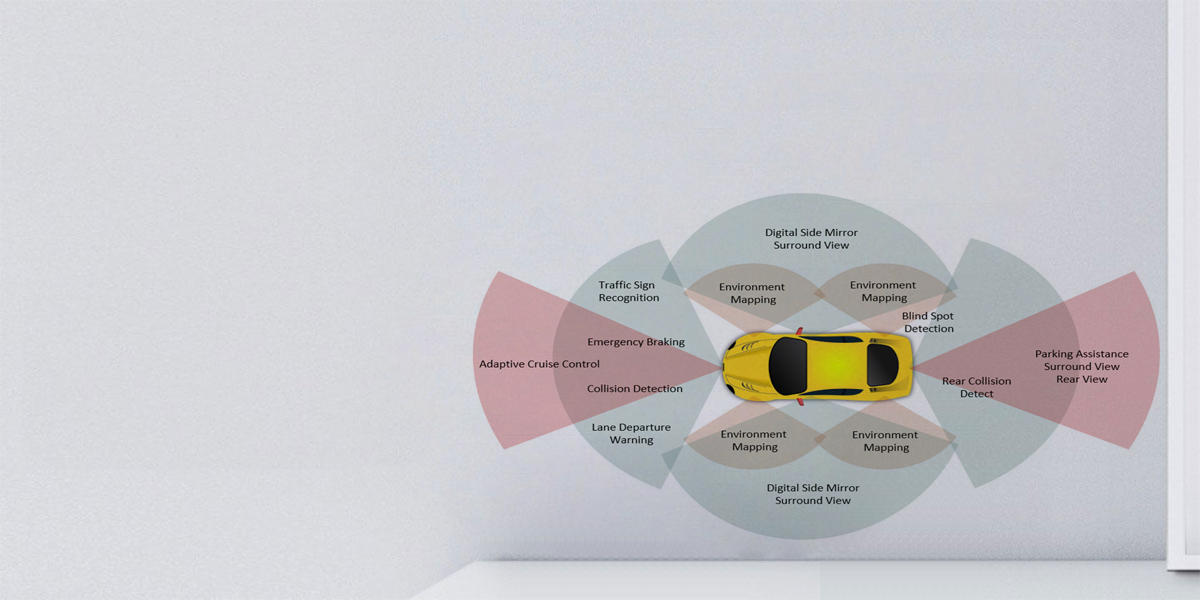 Digital Side Mirror
Surround View
Traffic Sign
Recognition
Environment
Mapping
Environment
Mapping
Blind Spot
Detection
Emergency Braking
Adaptive Cruise Control
Collision Detection
Parking Assistance
Surround View
Rear View
Rear Collision
Detect
Lane Departure
Warning
Environment
Mapping
Environment
Mapping
Digital Side Mirror
Surround View